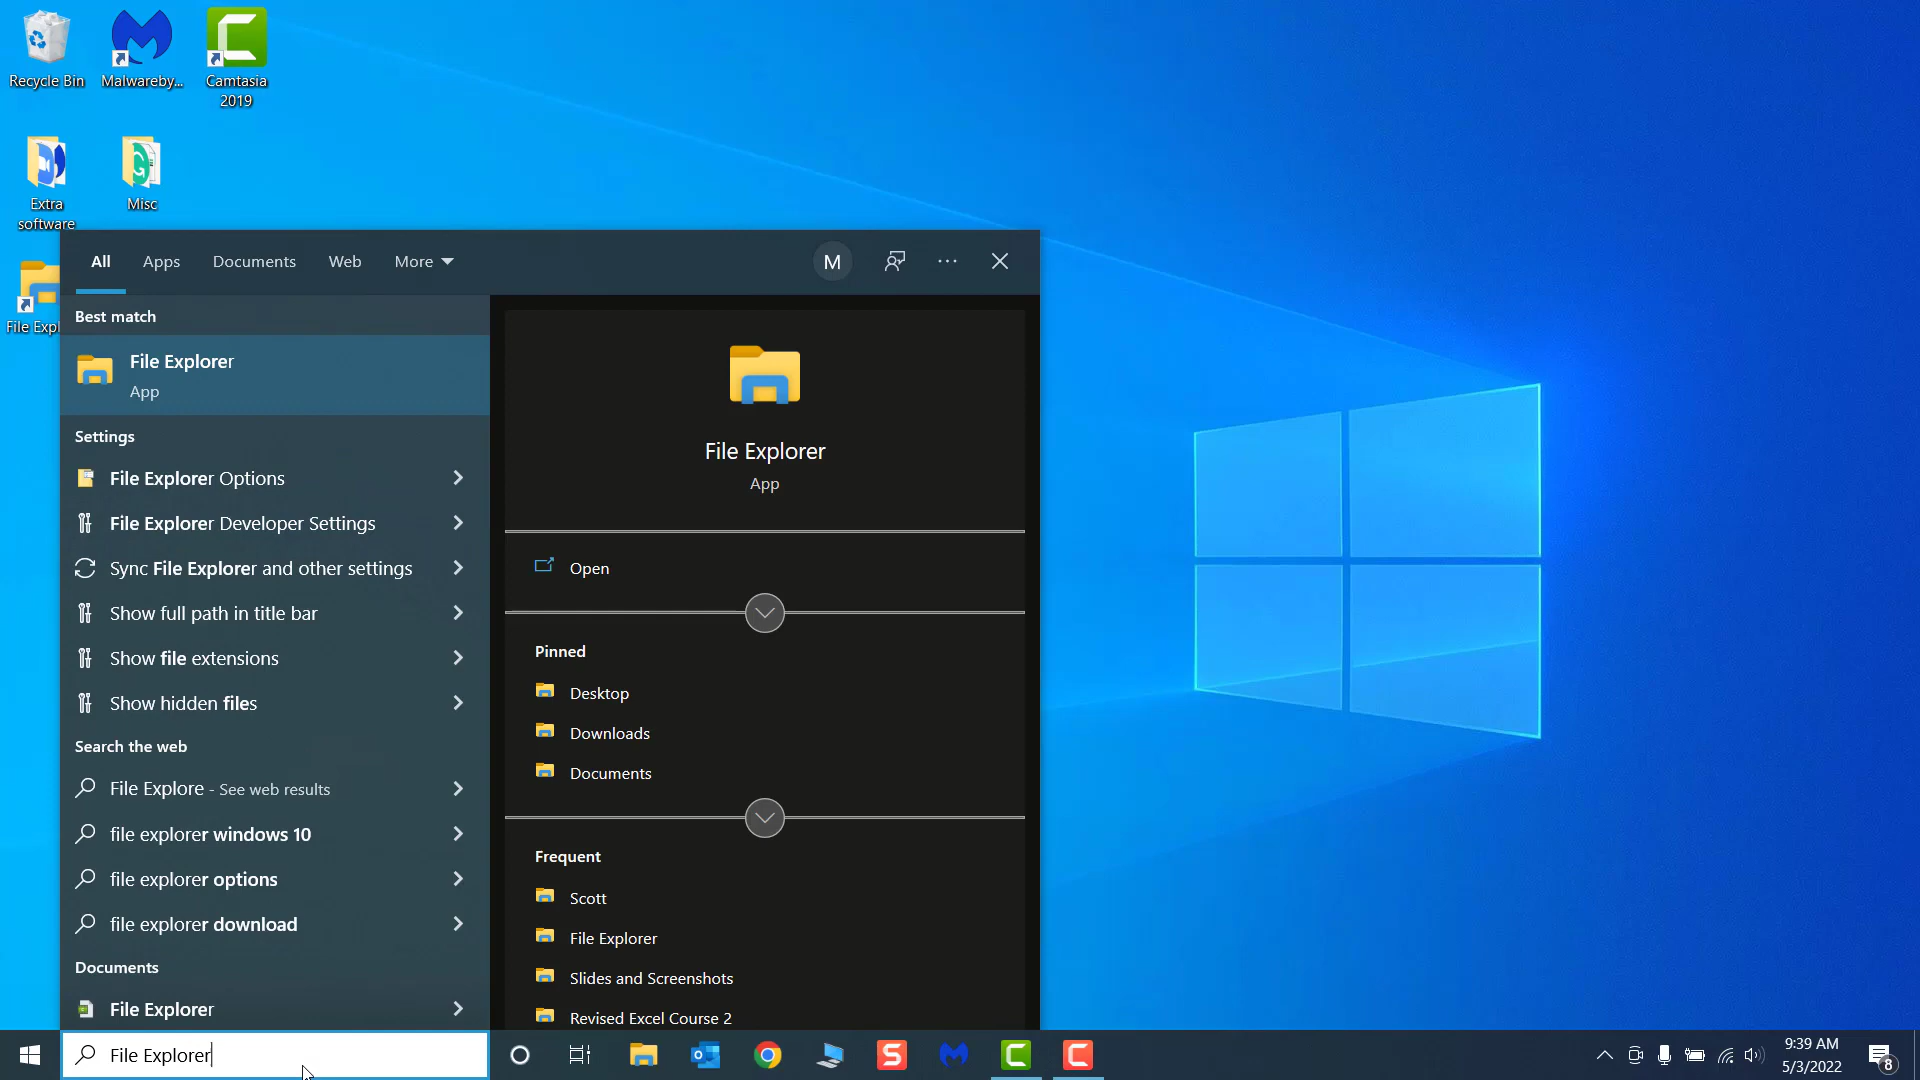 Recycle Bin
Malwareby...
Camtasia
2019
Extra
software
Misc
File Expl
All
Apps
Documents
Web
More
M
Best match
File Explorer
App
Settings
File Explorer Options
File Explorer Developer Settings
Sync File Explorer and other settings
Show full path in title bar
Show file extensions
Show hidden files
Search the web
File Explore - See web results
file explorer windows 10
file explorer options
file explorer download
Documents
File Explorer
File Explorer
App
Open
Pinned
Desktop
Downloads
Documents
Frequent
Scott
File Explorer
Slides and Screenshots
Revised Excel Course 2
File Explorer
9:39 AM
5/3/2022
8